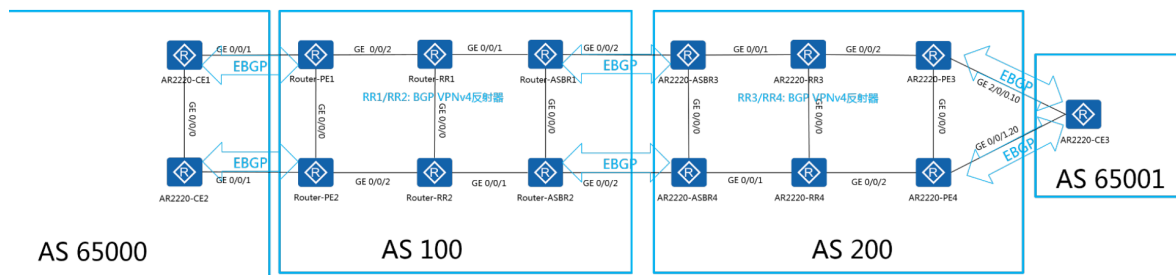 GE 0/0/1
GE 0/0/2
GE 0/0/1
GE 0/0/2
GE 0/0/1
GE 0/0/2
AR2220-CE1
EBGP
Router-PE1
Router-RR1
Router-ASBR1
EBGP
AR2220-ASBR3
AR2220-RR3
AR2220-PE3
EBGP
GE 2/0/0.10
RR1/RR2: BGP VPNv4反射器
RR3/RR4: BGP VPNv4反射器
GE 0/0/0
GE 0/0/0
GE 0/0/0
GE 0/0/0
GE 0/0/0
GE 0/0/0
GE 0/0/0
AR2220-CE3
GE 0/0/1.20
EBGP
EBGP
EBGP
GE 0/0/1
GE 0/0/2
GE 0/0/1
GE 0/0/2
GE 0/0/1
GE 0/0/2
AR2220-CE2
Router-PE2
Router-RR2
Router-ASBR2
AR2220-ASBR4
AR2220-RR4
AR2220-PE4
AS 65001
AS 65000
AS 100
AS 200